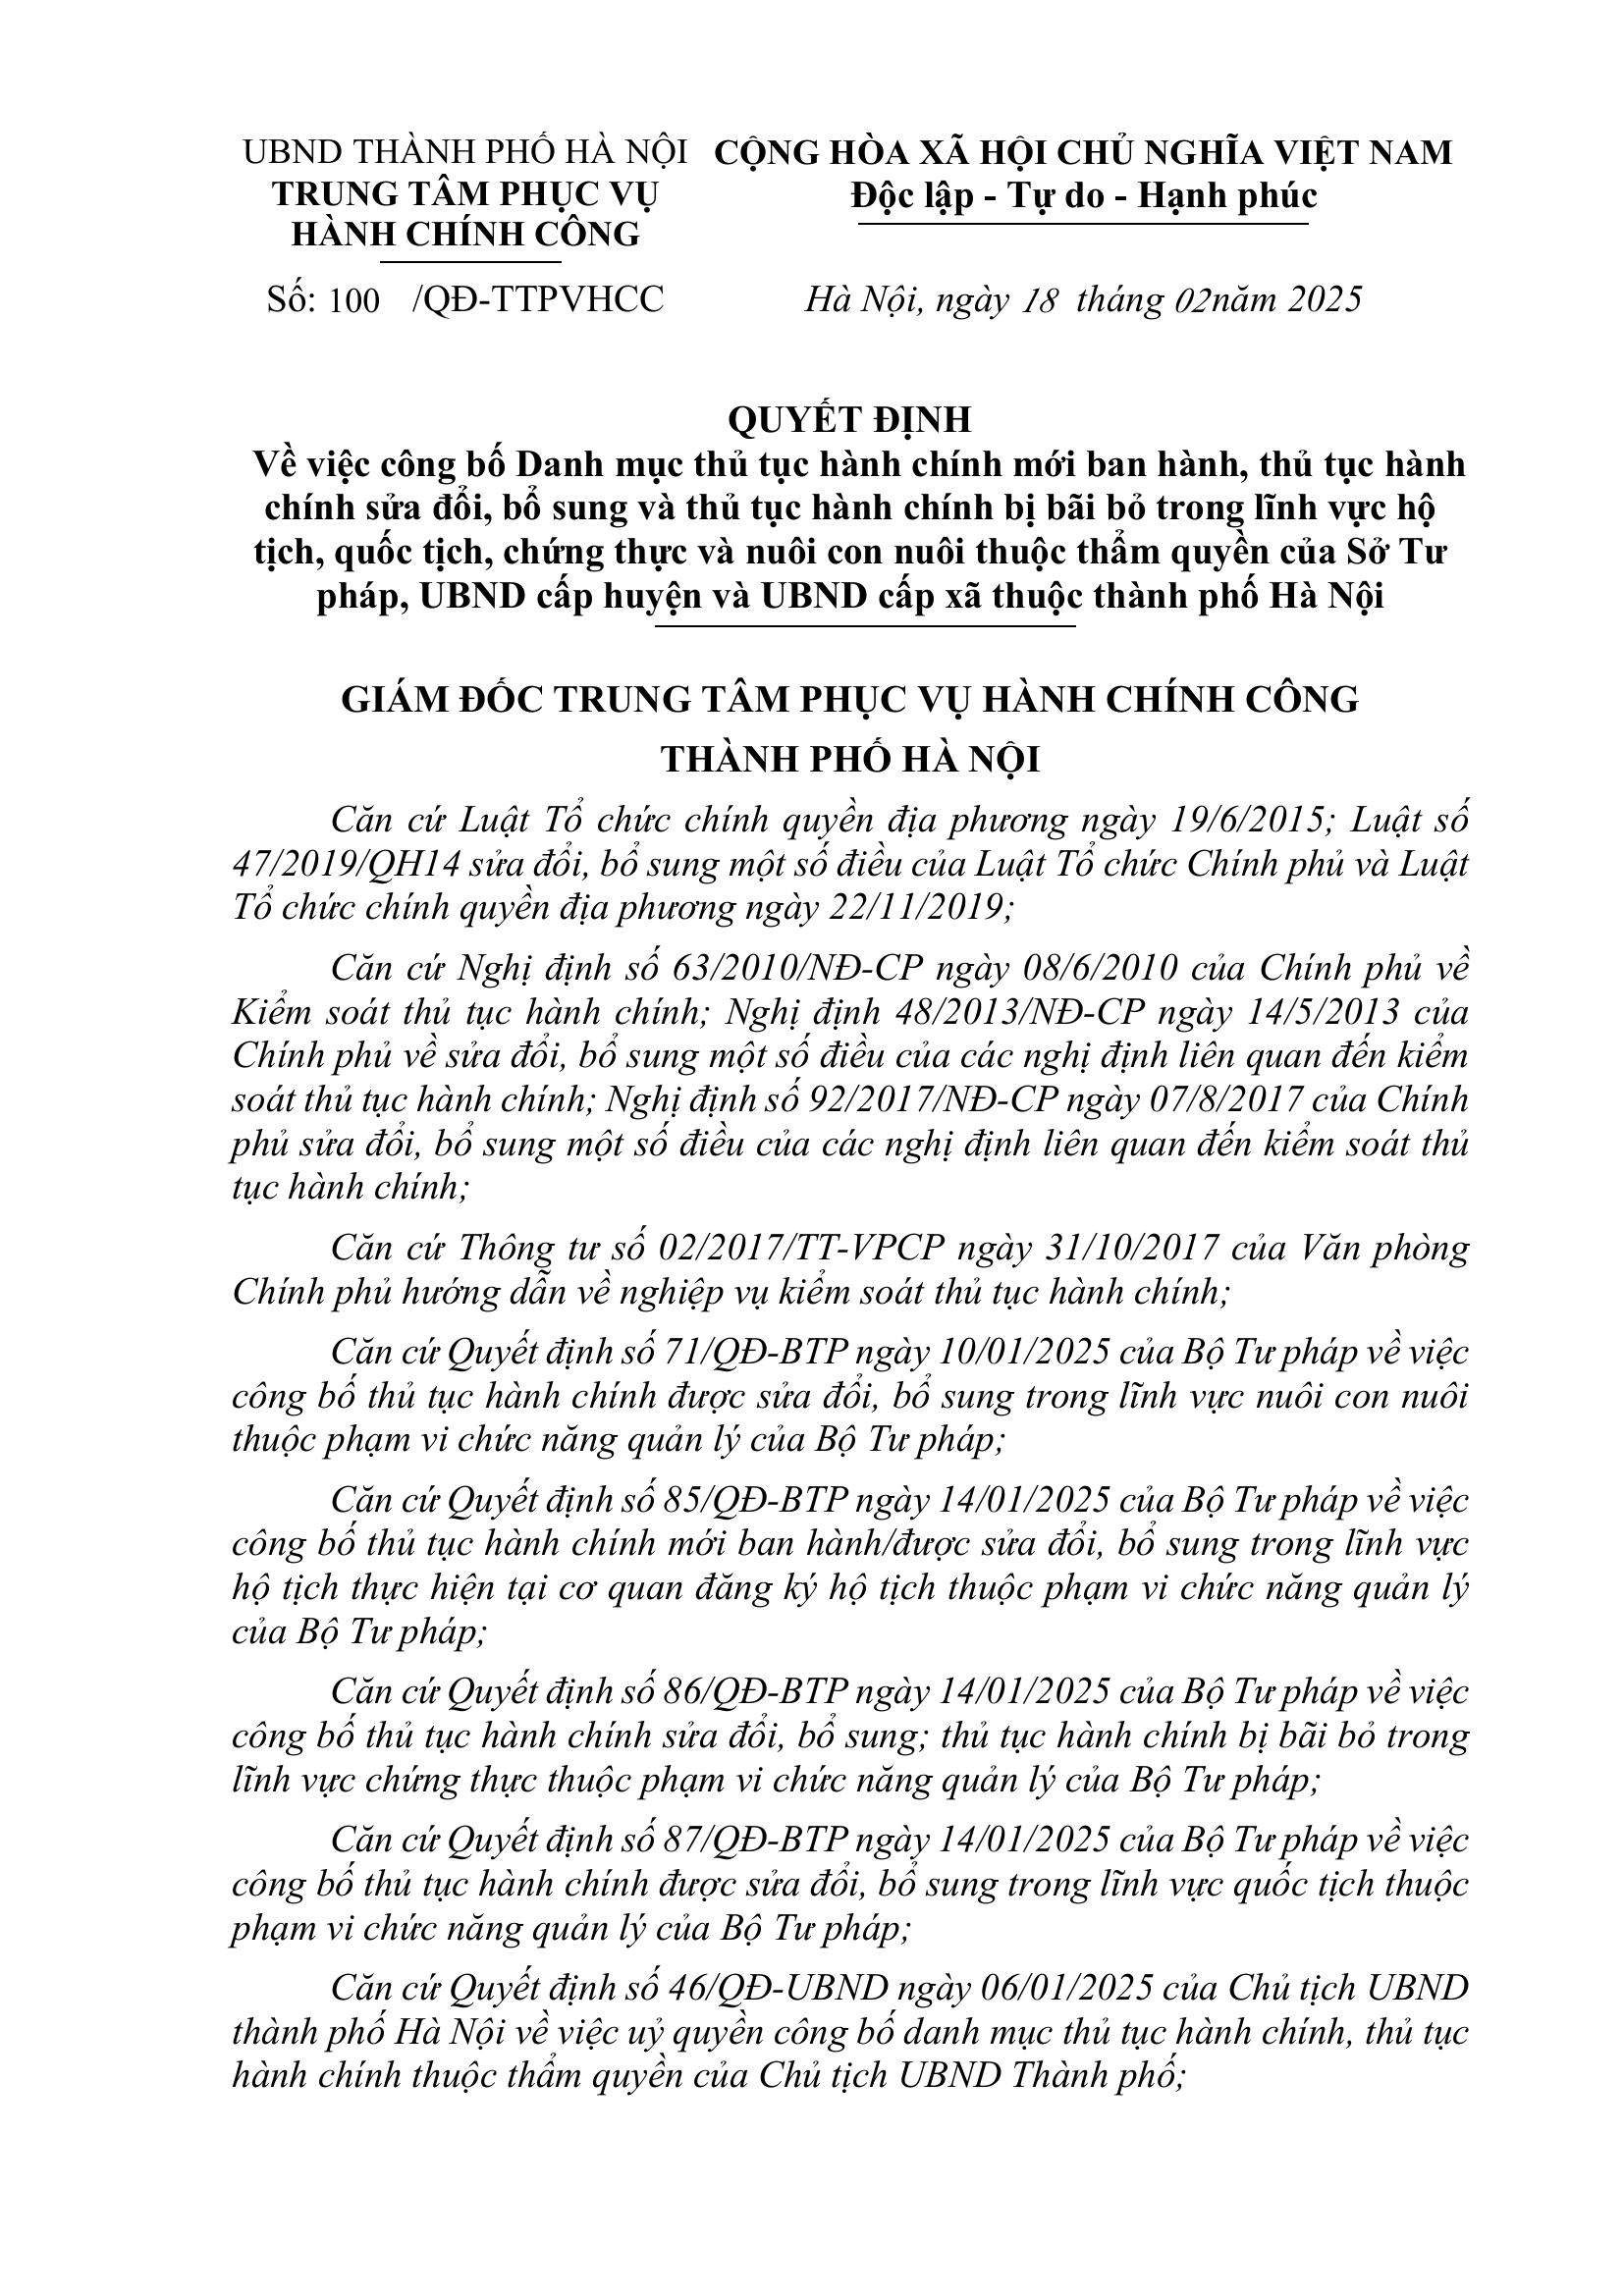 UBND THÀNH PHỐ HÀ NỘI
TRUNG TÂM PHỤC VỤ
HÀNH CHÍNH CÔNG
CỘNG HÒA XÃ HỘI CHỦ NGHĨA VIỆT NAM
Độc lập - Tự do - Hạnh phúc
Số: 100 /QĐ-TTPVHCC
Hà Nội, ngày 18 tháng 02năm 2025
QUYẾT ĐỊNH
Về việc công bố Danh mục thủ tục hành chính mới ban hành, thủ tục hành
chính sửa đổi, bổ sung và thủ tục hành chính bị bãi bỏ trong lĩnh vực hộ
tịch, quốc tịch, chứng thực và nuôi con nuôi thuộc thẩm quyền của Sở Tư
pháp, UBND cấp huyện và UBND cấp xã thuộc thành phố Hà Nội
GIÁM ĐỐC TRUNG TÂM PHỤC VỤ HÀNH CHÍNH CÔNG
THÀNH PHỐ HÀ NỘI
Căn cứ Luật Tổ chức chính quyền địa phương ngày 19/6/2015; Luật số
47/2019/QH14 sửa đổi, bổ sung một số điều của Luật Tổ chức Chính phủ và Luật
Tổ chức chính quyền địa phương ngày 22/11/2019;
Căn cứ Nghị định số 63/2010/NĐ-CP ngày 08/6/2010 của Chính phủ về
Kiểm soát thủ tục hành chính; Nghị định 48/2013/NĐ-CP ngày 14/5/2013 của
Chính phủ về sửa đổi, bổ sung một số điều của các nghị định liên quan đến kiểm
soát thủ tục hành chính; Nghị định số 92/2017/NĐ-CP ngày 07/8/2017 của Chính
phủ sửa đổi, bổ sung một số điều của các nghị định liên quan đến kiểm soát thủ
tục hành chính;
Căn cứ Thông tư số 02/2017/TT-VPCP ngày 31/10/2017 của Văn phòng
Chính phủ hướng dẫn về nghiệp vụ kiểm soát thủ tục hành chính;
Căn cứ Quyết định số 71/QĐ-BTP ngày 10/01/2025 của Bộ Tư pháp về việc
công bố thủ tục hành chính được sửa đổi, bổ sung trong lĩnh vực nuôi con nuôi
thuộc phạm vi chức năng quản lý của Bộ Tư pháp;
Căn cứ Quyết định số 85/QĐ-BTP ngày 14/01/2025 của Bộ Tư pháp về việc
công bố thủ tục hành chính mới ban hành/được sửa đổi, bổ sung trong lĩnh vực
hộ tịch thực hiện tại cơ quan đăng ký hộ tịch thuộc phạm vi chức năng quản lý
của Bộ Tư pháp;
Căn cứ Quyết định số 86/QĐ-BTP ngày 14/01/2025 của Bộ Tư pháp về việc
công bố thủ tục hành chính sửa đổi, bổ sung; thủ tục hành chính bị bãi bỏ trong
lĩnh vực chứng thực thuộc phạm vi chức năng quản lý của Bộ Tư pháp;
Căn cứ Quyết định số 87/QĐ-BTP ngày 14/01/2025 của Bộ Tư pháp về việc
công bố thủ tục hành chính được sửa đổi, bổ sung trong lĩnh vực quốc tịch thuộc
phạm vi chức năng quản lý của Bộ Tư pháp;
Căn cứ Quyết định số 46/QĐ-UBND ngày 06/01/2025 của Chủ tịch UBND
thành phố Hà Nội về việc uỷ quyền công bố danh mục thủ tục hành chính, thủ tục
hành chính thuộc thẩm quyền của Chủ tịch UBND Thành phố;